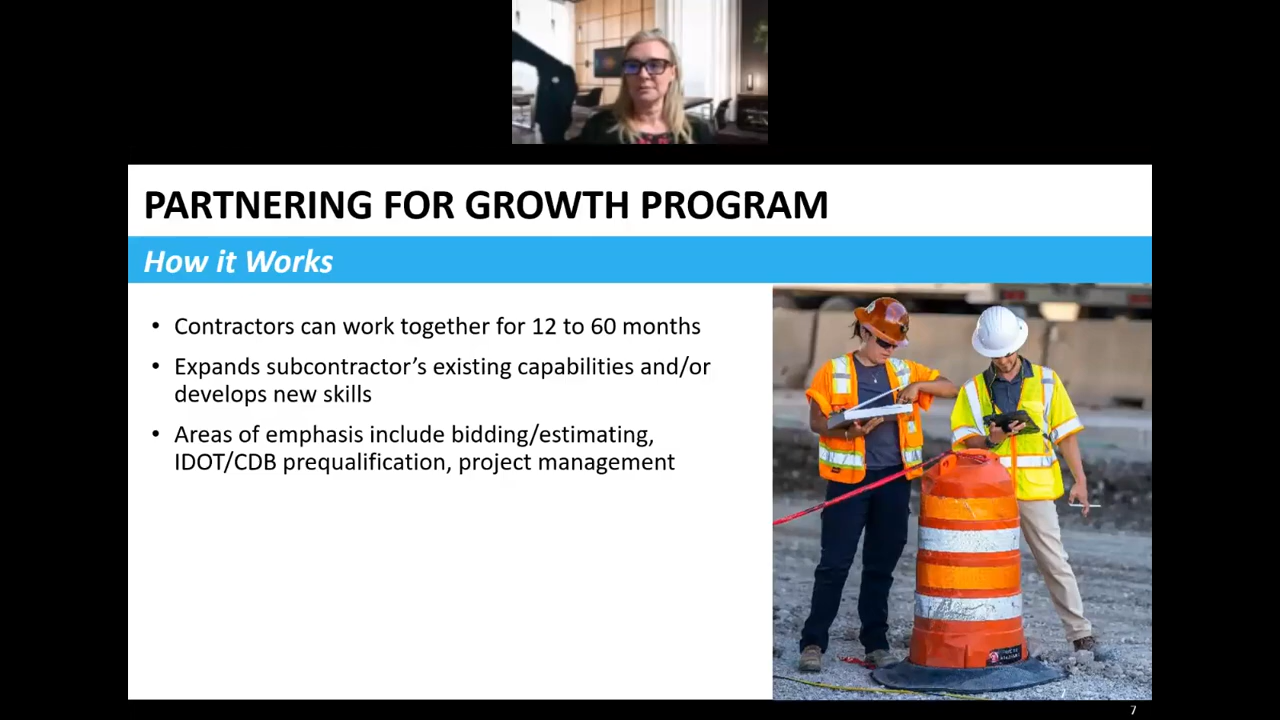 PARTNERING FOR GROWTH PROGRAM
How it Works
• Contractors can work together for 12 to 60 months
• Expands subcontractor’s existing capabilities and/or
develops new skills
• Areas of emphasis include bidding/estimating,
IDOT/CDB prequalification, project management
7